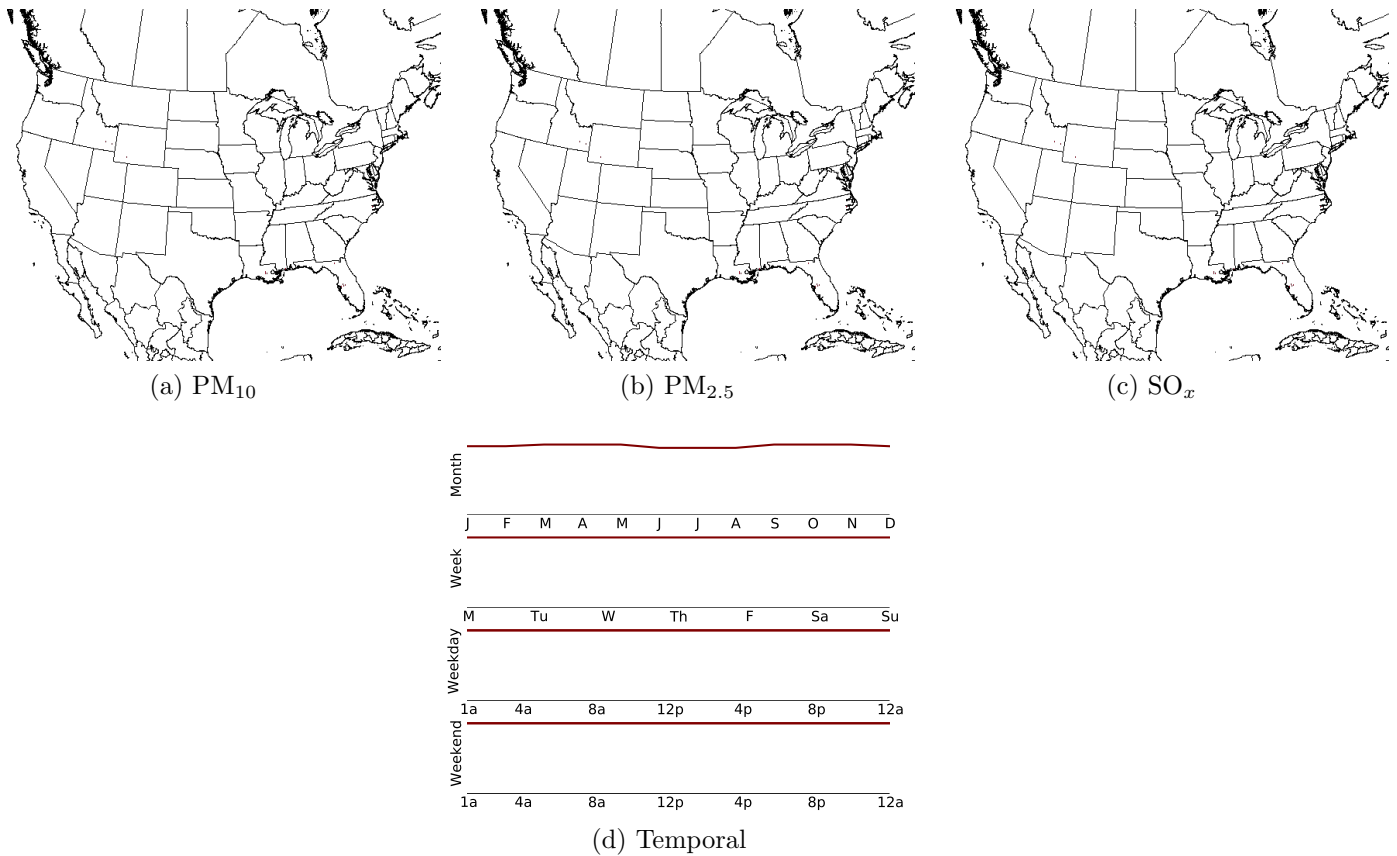 (a) PM₁₀
(b) PM₂.₅
(c) SOₓ
Month
J F M A M J J A S O N D
Week
M Tu W Th F Sa Su
Weekday
1a 4a 8a 12p 4p 8p 12a
Weekend
1a 4a 8a 12p 4p 8p 12a
(d) Temporal